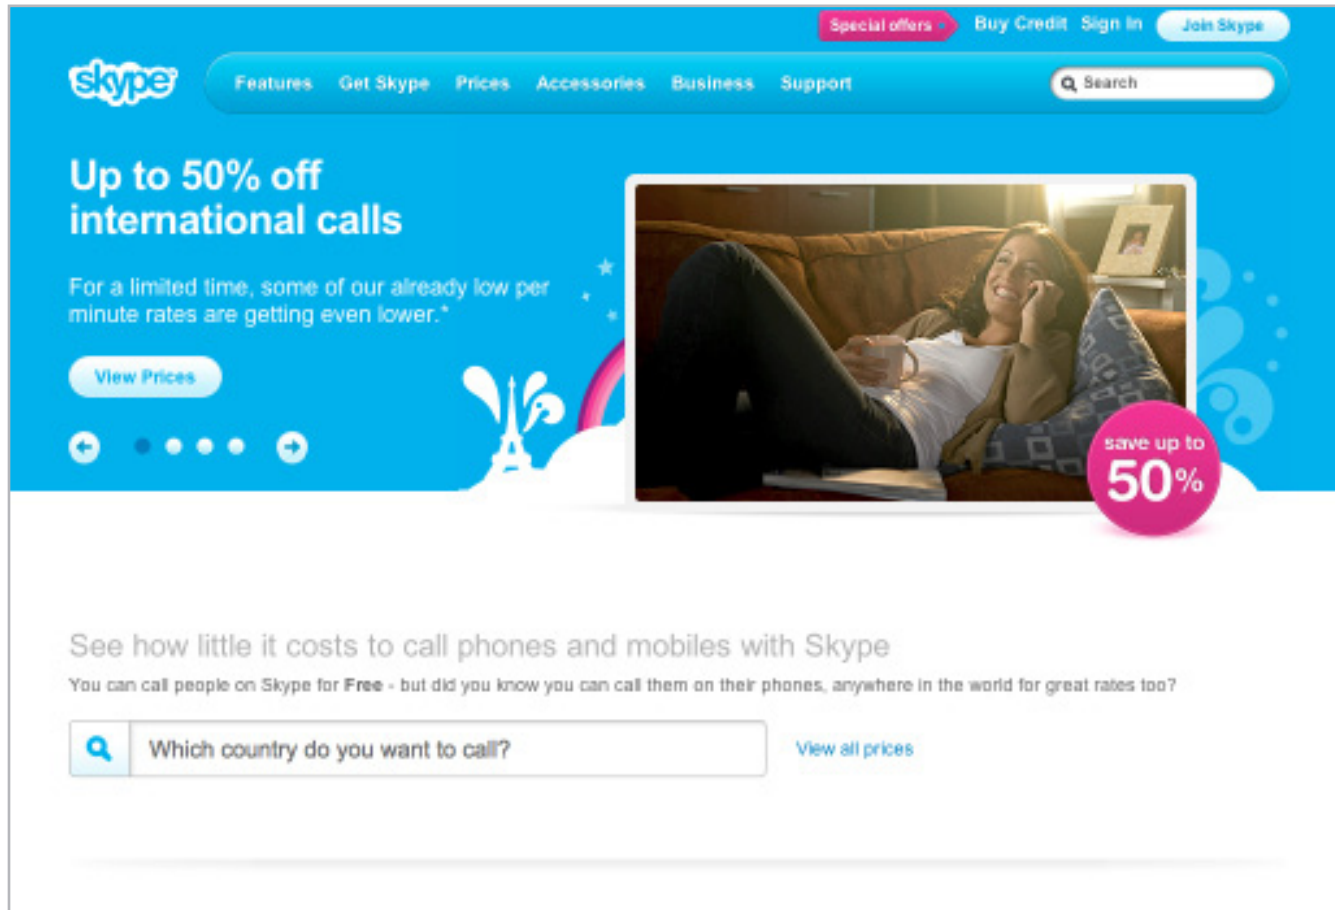 Special offers
Buy Credit
Sign In
Join Skype
skype
Features
Get Skype
Prices
Accessories
Business
Support
Search
Up to 50% off
international calls
For a limited time, some of our already low per
minute rates are getting even lower.*
View Prices
save up to
50%
See how little it costs to call phones and mobiles with Skype
You can call people on Skype for Free - but did you know you can call them on their phones, anywhere in the world for great rates too?
Which country do you want to call?
View all prices